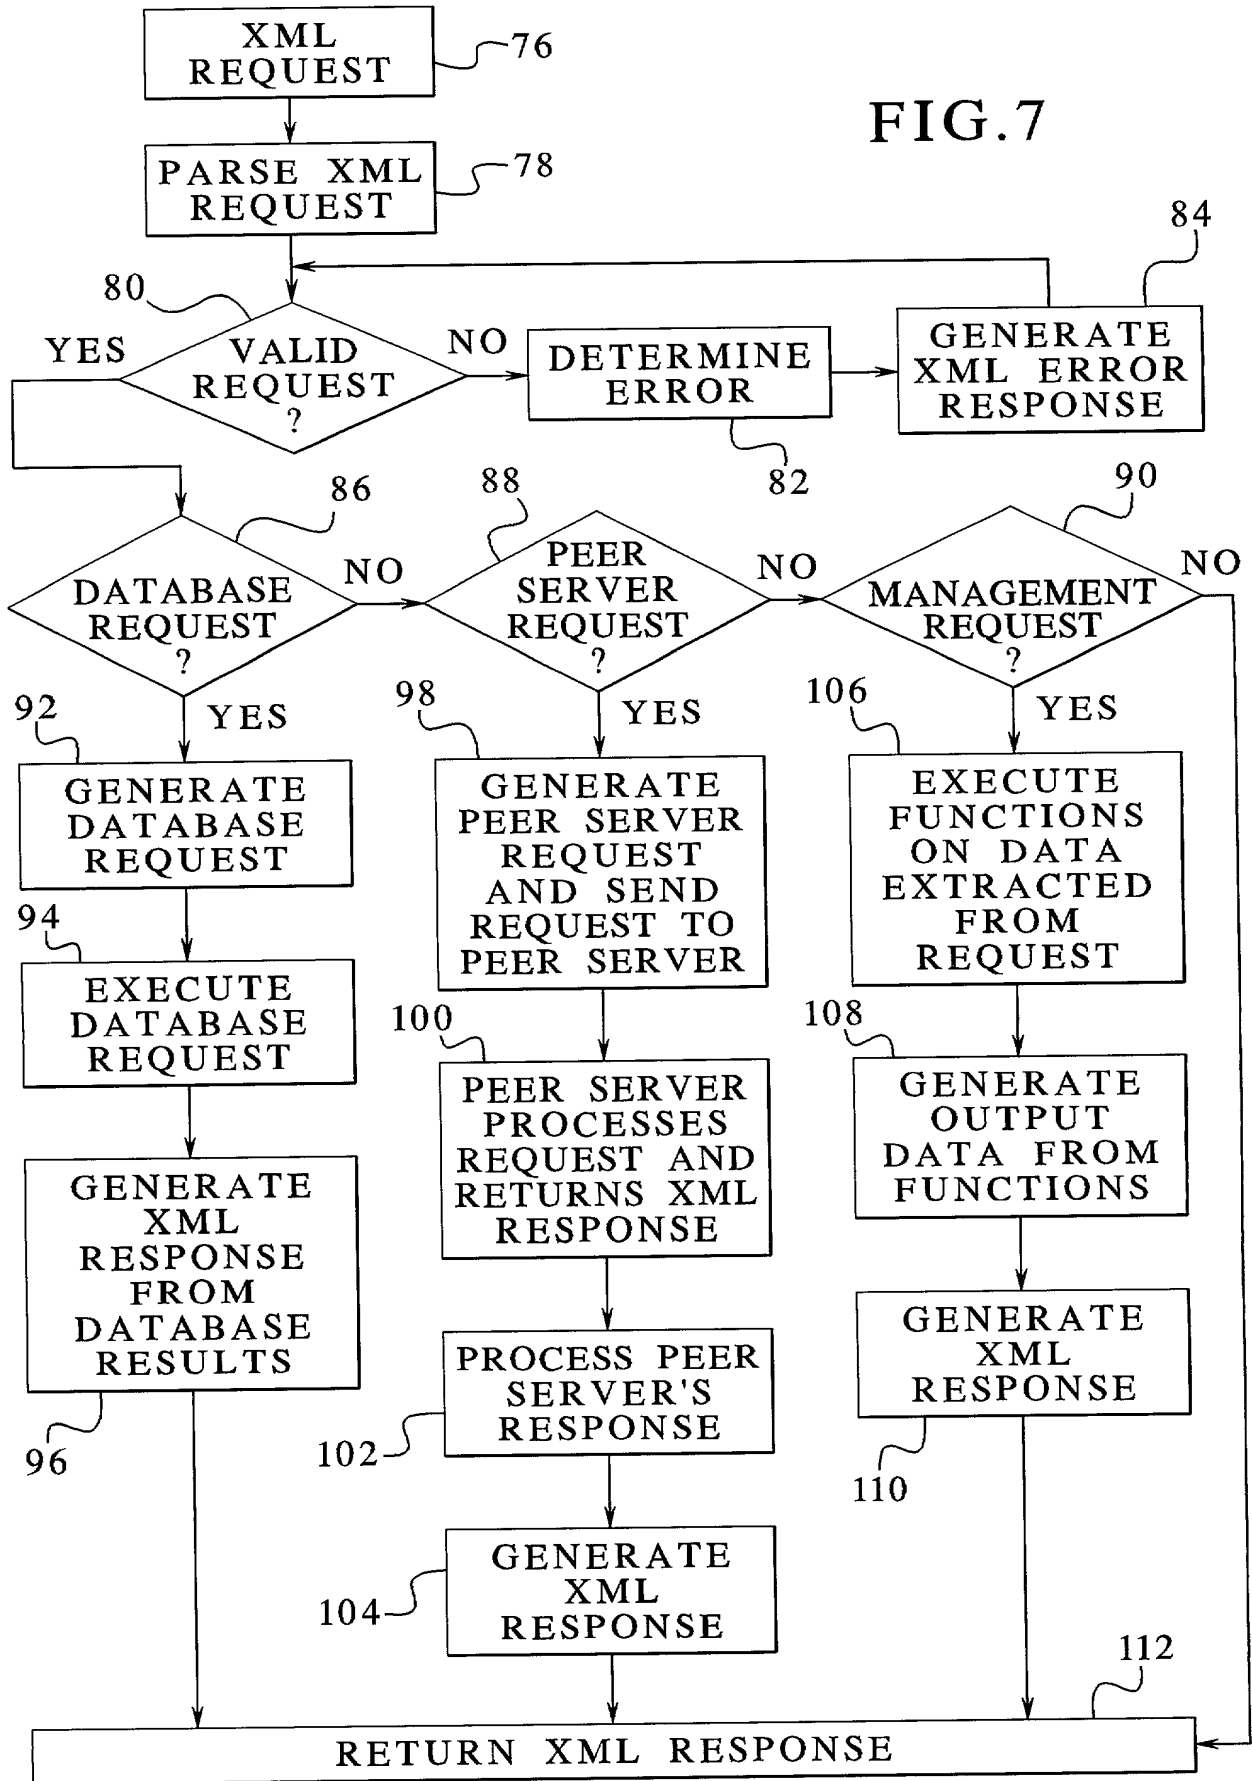 XML
REQUEST
76
FIG.7
PARSE XML
REQUEST
78
84
80
YES
VALID
REQUEST
?
NO
DETERMINE
ERROR
82
GENERATE
XML ERROR
RESPONSE
86
DATABASE
REQUEST
?
NO
88
PEER
SERVER
REQUEST
?
NO
90
MANAGEMENT
REQUEST
?
NO
YES
YES
YES
92
GENERATE
DATABASE
REQUEST
94
EXECUTE
DATABASE
REQUEST
GENERATE
XML
RESPONSE
FROM
DATABASE
RESULTS
96
98
GENERATE
PEER SERVER
REQUEST
AND SEND
REQUEST TO
PEER SERVER
100
PEER SERVER
PROCESSES
REQUEST AND
RETURNS XML
RESPONSE
PROCESS PEER
SERVER'S
RESPONSE
102
GENERATE
XML
RESPONSE
104
106
EXECUTE
FUNCTIONS
ON DATA
EXTRACTED
FROM
REQUEST
108
GENERATE
OUTPUT
DATA FROM
FUNCTIONS
GENERATE
XML
RESPONSE
110
112
RETURN XML RESPONSE